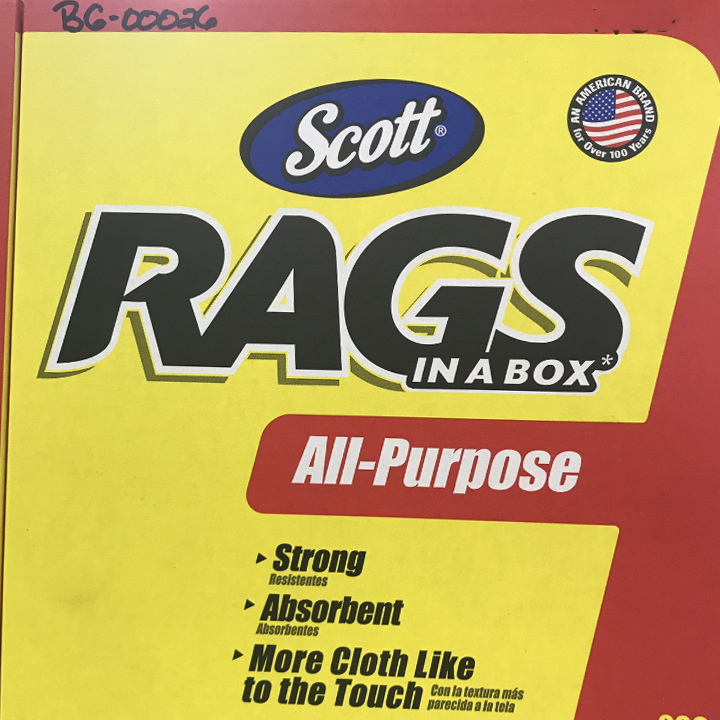 BG-00026
Scott®
AN AMERICAN BRAND
for Over 100 Years
RAGS
IN A BOX*
All-Purpose
Strong
Resistentes
Absorbent
Absorbentes
More Cloth Like
to the Touch
Con la textura más
parecida a la tela